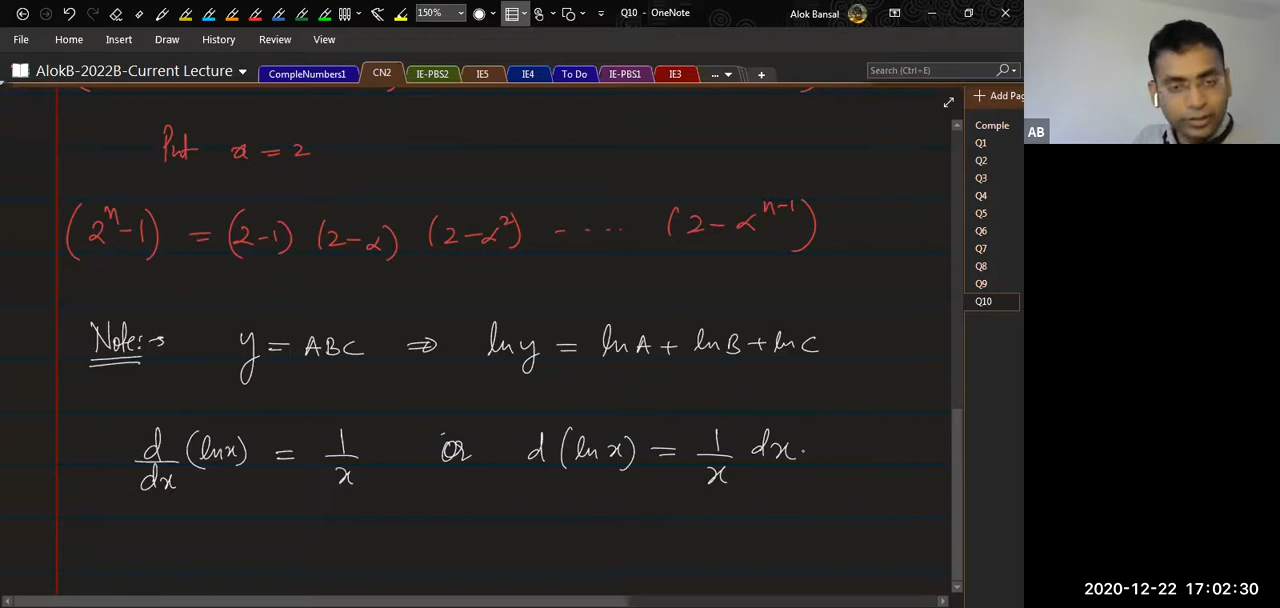 150% Q10 - OneNote Alok Bansal
File Home Insert Draw History Review View
AlokB-2022B-Current Lecture CompleNumbers1 CN2 IE-PBS2 IE5 IE4 To Do IE-PBS1 IE3 ... + Search (Ctrl+E)
+ Add Pag
AB
Comple
Q1
Q2
Q3
Q4
Q5
Q6
Q7
Q8
Q9
Q10
Put x = 2
(2^n - 1) = (2-1) (2-α) (2-α^2) ..... (2-α^{n-1})
Note:→ y = ABC ⇒ ln y = ln A + ln B + ln C
d/dx (ln x) = 1/x or d (ln x) = 1/x dx.
2020-12-22 17:02:30